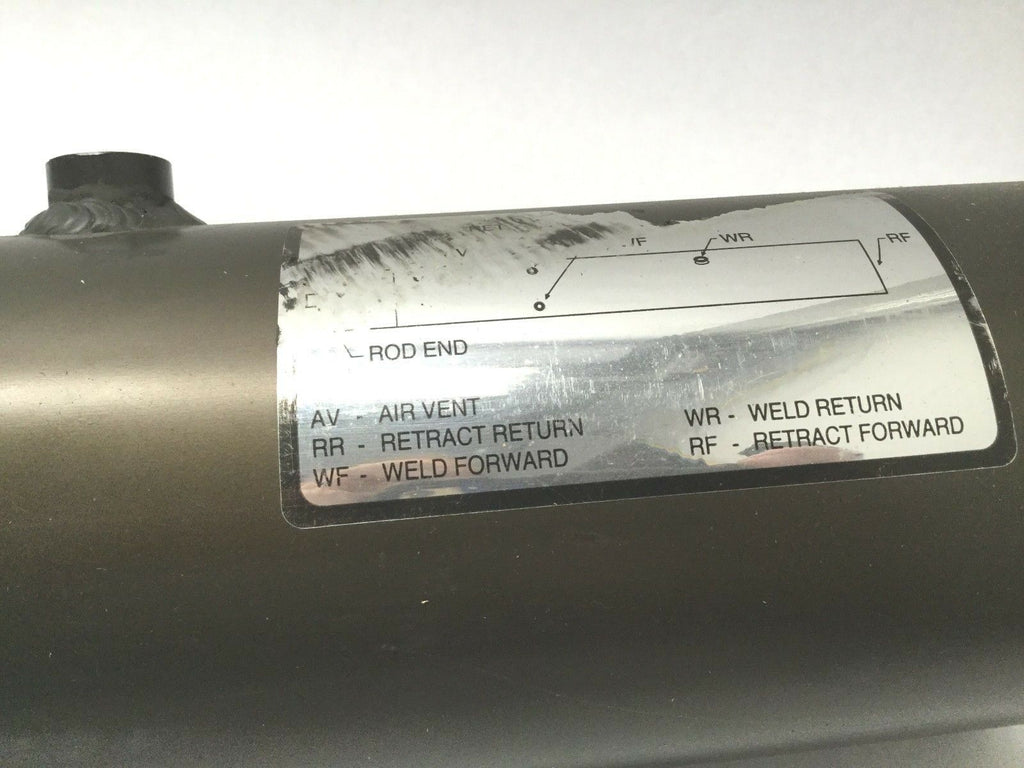 WR
RF
ROD END
AV - AIR VENT
RR - RETRACT RETURN
WF - WELD FORWARD
WR - WELD RETURN
RF - RETRACT FORWARD